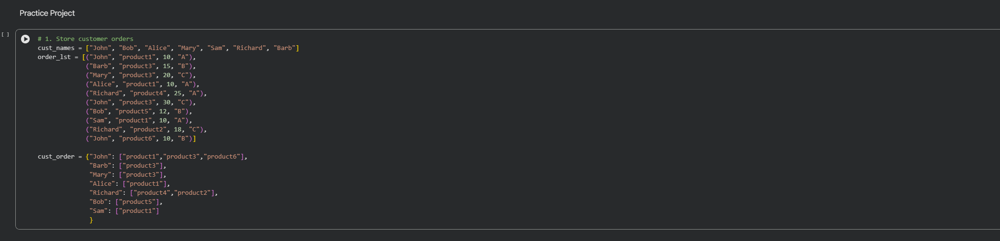 Practice Project
[ ]
# 1. Store customer orders
cust_names = ["John", "Bob", "Alice", "Mary", "Sam", "Richard", "Barb"]
order_lst = [("John", "product1", 10, "A"),
("Barb", "product3", 15, "B"),
("Mary", "product3", 20, "C"),
("Alice", "product1", 10, "A"),
("Richard", "product4", 25, "A"),
("John", "product3", 30, "C"),
("Bob", "product5", 12, "B"),
("Sam", "product1", 10, "A"),
("Richard", "product2", 18, "C"),
("John", "product6", 10, "B")]
cust_order = {"John": ["product1","product3","product6"],
"Barb": ["product3"],
"Mary": ["product3"],
"Alice": ["product1"],
"Richard": ["product4","product2"],
"Bob": ["product5"],
"Sam": ["product1"]
}